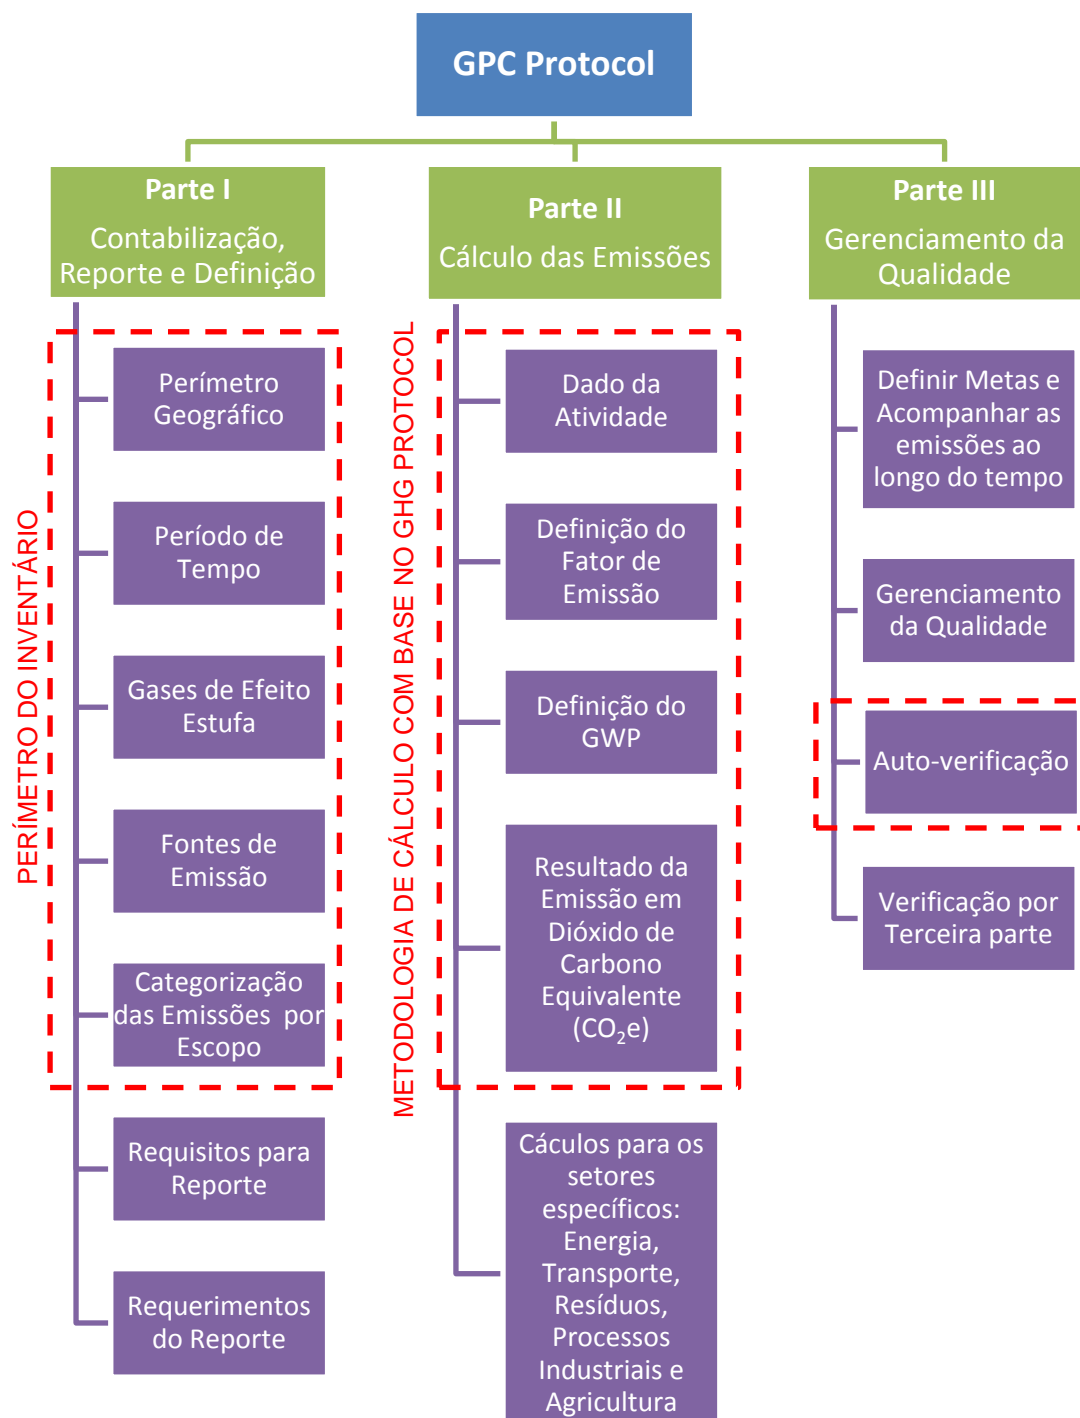 GPC Protocol
Parte I
Contabilização,
Reporte e Definição
PERÍMETRO DO INVENTÁRIO
Perímetro
Geográfico
Período de
Tempo
Gases de Efeito
Estufa
Fontes de
Emissão
Categorização
das Emissões por
Escopo
Requisitos para
Reporte
Requerimentos
do Reporte
Parte II
Cálculo das Emissões
METODOLOGIA DE CÁLCULO COM BASE NO GHG PROTOCOL
Dado da
Atividade
Definição do
Fator de
Emissão
Definição do
GWP
Resultado da
Emissão em
Dióxido de
Carbono
Equivalente
(CO₂e)
Cáculos para os
setores
específicos:
Energia,
Transporte,
Resíduos,
Processos
Industriais e
Agricultura
Parte III
Gerenciamento da
Qualidade
Definir Metas e
Acompanhar as
emissões ao
longo do tempo
Gerenciamento
da Qualidade
Auto-verificação
Verificação por
Terceira parte